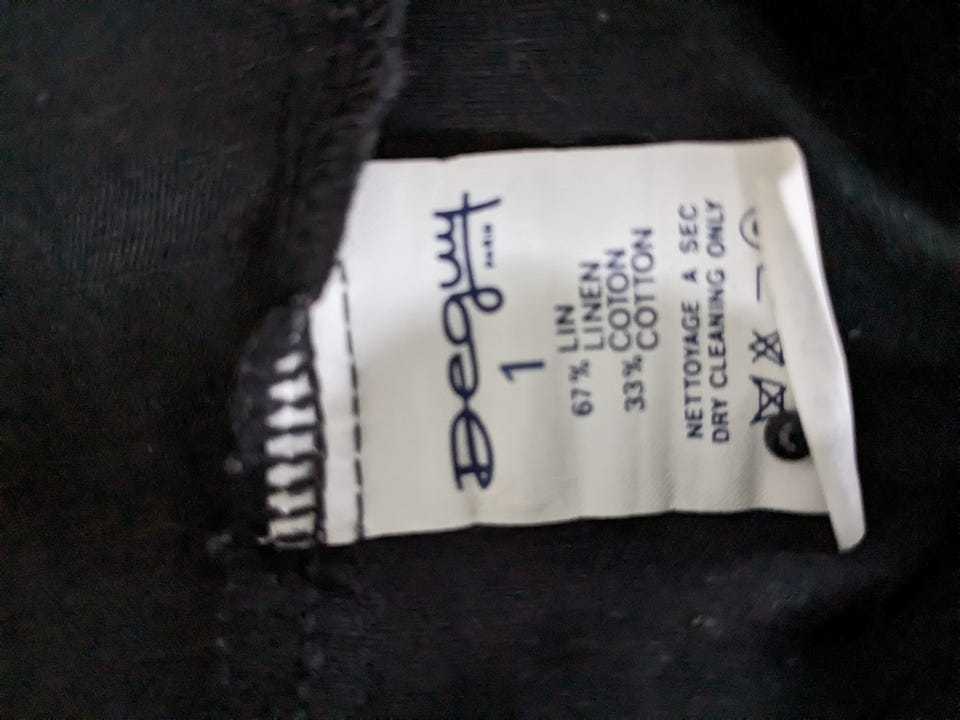 Deguy
1
67% LIN
LINEN
33% COTON
COTTON
NETTOYAGE A SEC
DRY CLEANING ONLY